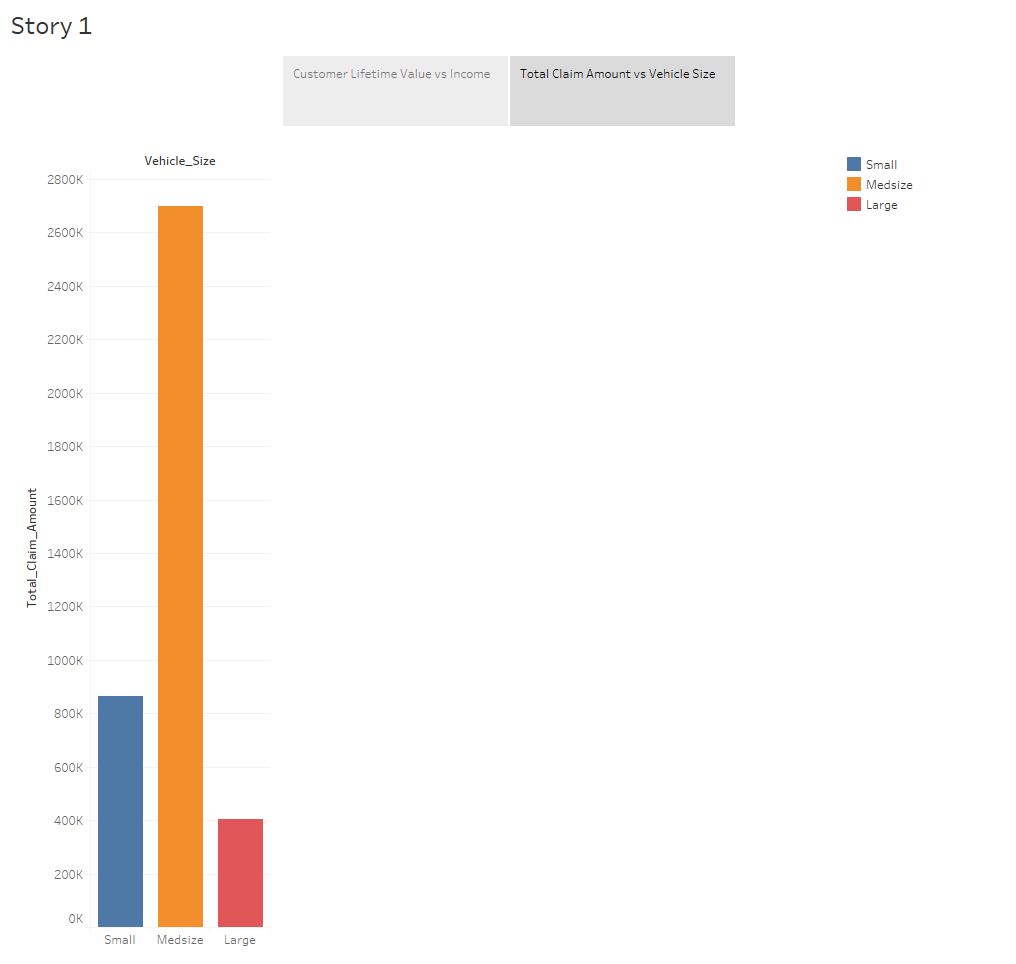 Story 1
Customer Lifetime Value vs Income
Total Claim Amount vs Vehicle Size
Vehicle_Size
Small
Medsize
Large
Total_Claim_Amount
2800K
2600K
2400K
2200K
2000K
1800K
1600K
1400K
1200K
1000K
800K
600K
400K
200K
0K
Small Medsize Large